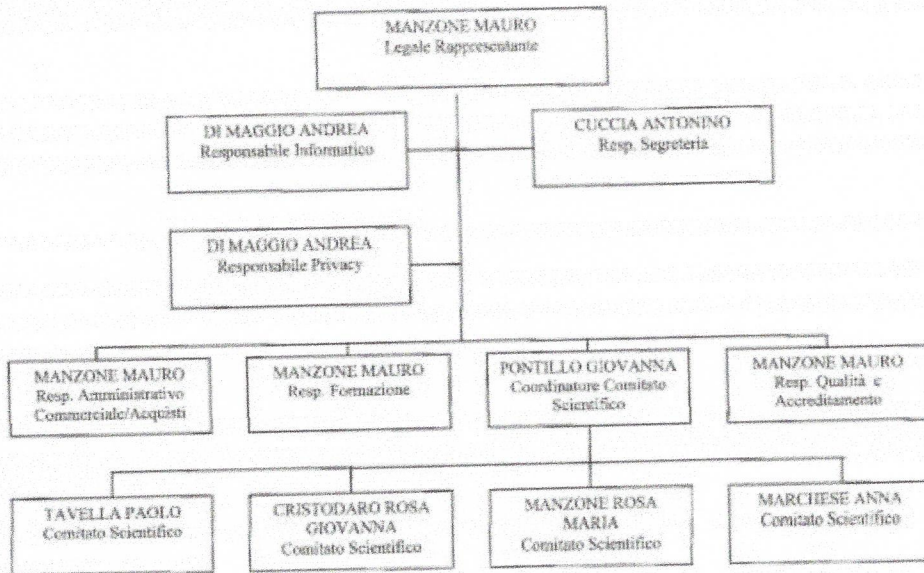 MANZONE MAURO
Legale Rappresentante
DI MAGGIO ANDREA
Responsabile Informatico
CUCCIA ANTONINO
Resp. Segreteria
DI MAGGIO ANDREA
Responsabile Privacy
MANZONE MAURO
Resp. Amministrativo
Commerciale/Acquisti
MANZONE MAURO
Resp. Formazione
PONTILLO GIOVANNA
Coordinatore Comitato
Scientifico
MANZONE MAURO
Resp. Qualità e
Accreditamento
TAVELLA PAOLO
Comitato Scientifico
CRISTODARO ROSA
GIOVANNA
Comitato Scientifico
MANZONE ROSA
MARIA
Comitato Scientifico
MARCHESE ANNA
Comitato Scientifico